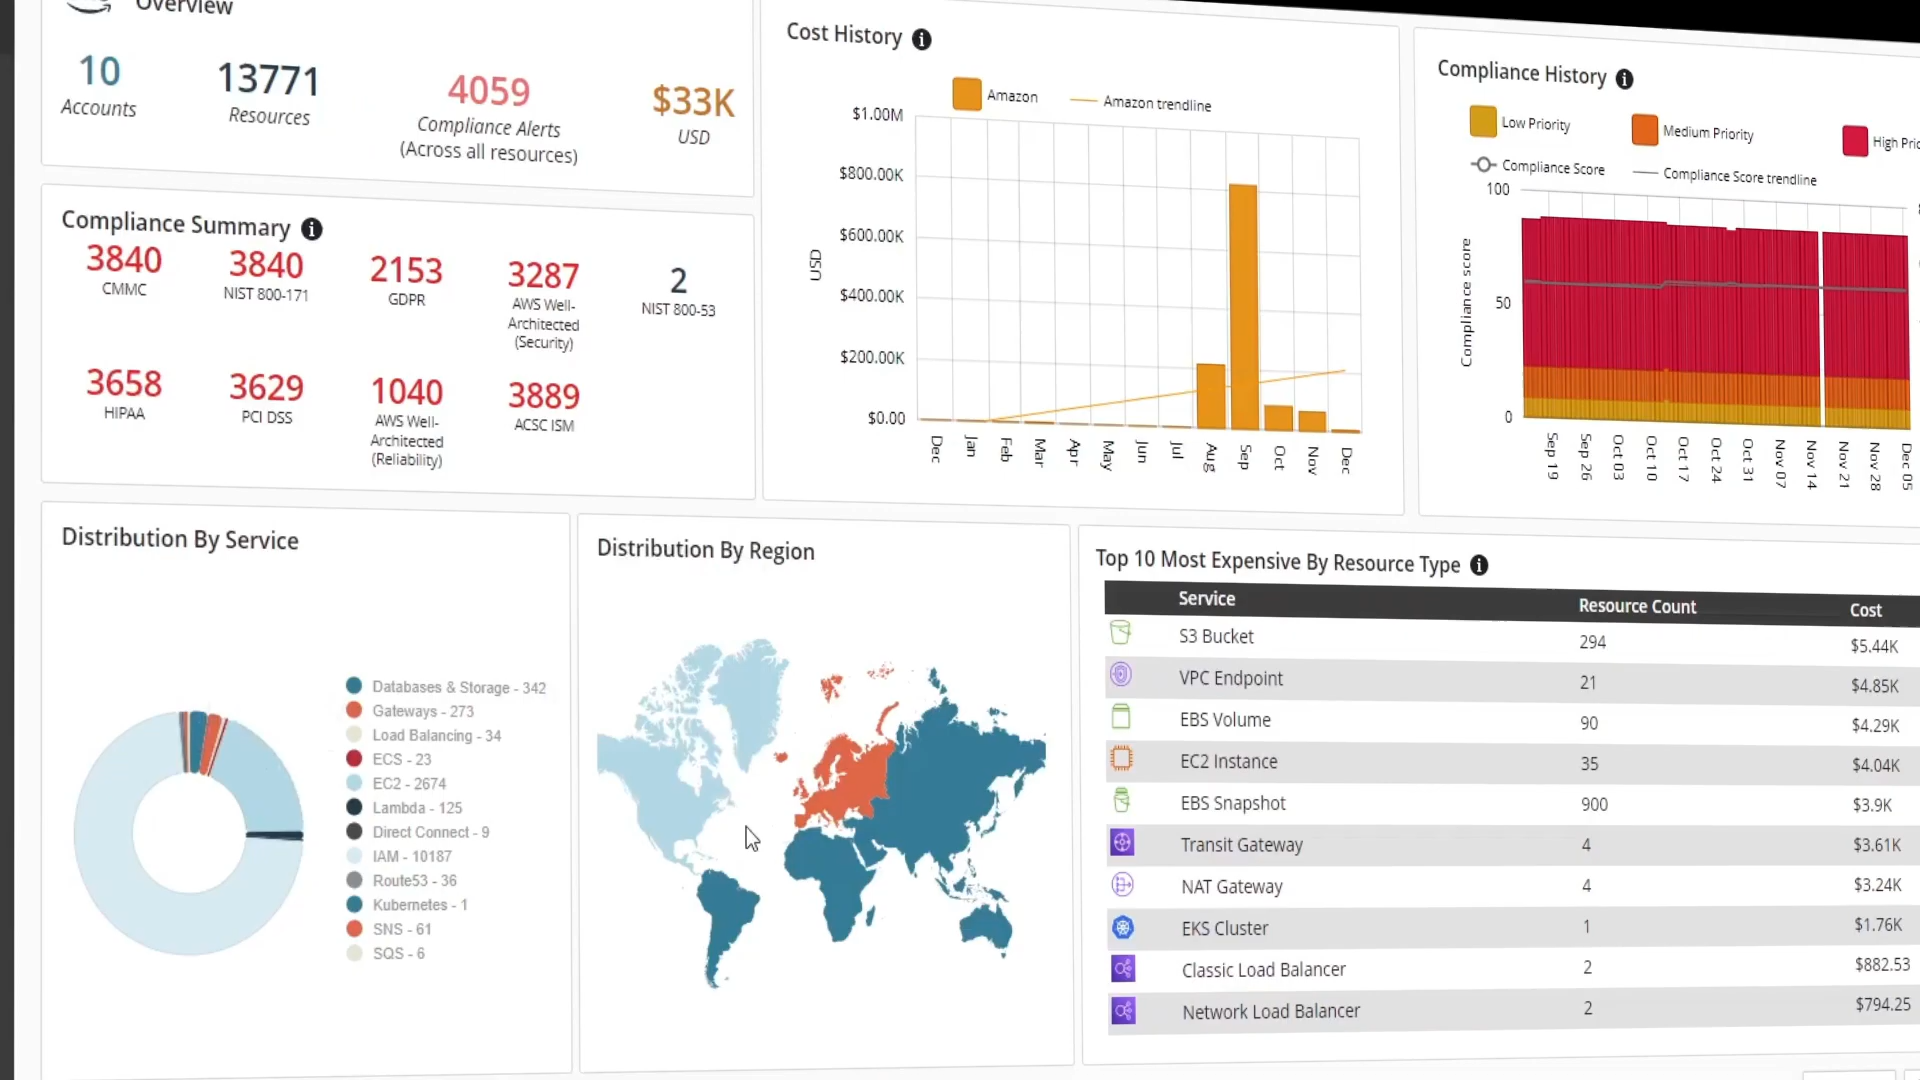 Overview
10
Accounts
13771
Resources
4059
Compliance Alerts
(Across all resources)
$33K
USD
Compliance Summary
3840
CMMC
3840
NIST 800-171
2153
GDPR
3287
AWS Well-
Architected
(Security)
2
NIST 800-53
3658
HIPAA
3629
PCI DSS
1040
AWS Well-
Architected
(Reliability)
3889
ACSC ISM
Cost History
Amazon
Amazon trendline
$1.00M
$800.00K
$600.00K
$400.00K
$200.00K
$0.00
USD
Dec
Jan
Feb
Mar
Apr
May
Jun
Jul
Aug
Sep
Oct
Nov
Dec
Compliance History
Low Priority
Medium Priority
High
Compliance Score
Compliance Score trendline
100
50
0
Compliance score
Sep 19
Sep 26
Oct 03
Oct 10
Oct 17
Oct 24
Oct 31
Nov 07
Nov 14
Nov 21
Nov 28
Dec 05
Distribution By Service
Databases & Storage - 342
Gateways - 273
Load Balancing - 34
ECS - 23
EC2 - 2674
Lambda - 125
Direct Connect - 9
IAM - 10187
Route53 - 36
Kubernetes - 1
SNS - 61
SQS - 6
Distribution By Region
Top 10 Most Expensive By Resource Type
Service Resource Count Cost
S3 Bucket 294 $5.44K
VPC Endpoint 21 $4.85K
EBS Volume 90 $4.29K
EC2 Instance 35 $4.04K
EBS Snapshot 900 $3.9K
Transit Gateway 4 $3.61K
NAT Gateway 4 $3.24K
EKS Cluster 1 $1.76K
Classic Load Balancer 2 $882.53
Network Load Balancer 2 $794.25